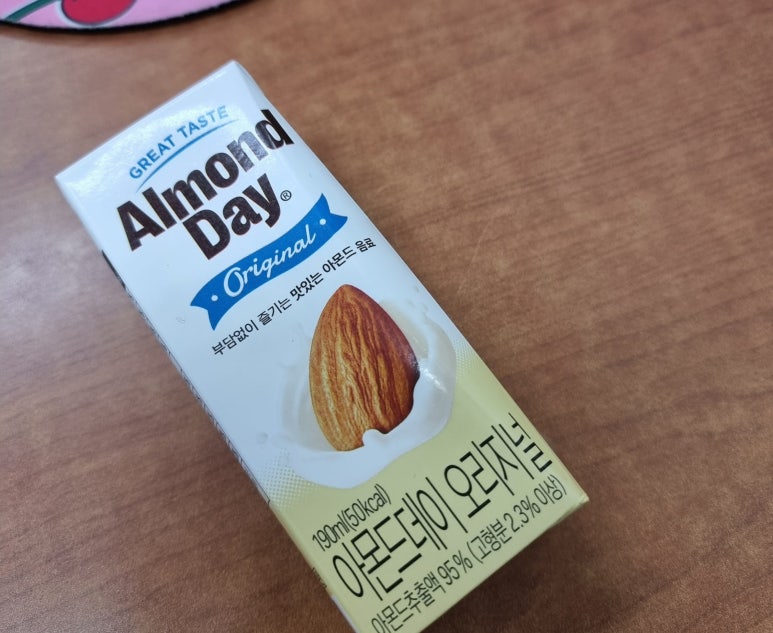 GREAT TASTE
Almond
Day®
Original
부담없이 즐기는 맛있는 아몬드 음료
190ml(50kcal)
아몬드데이 오리지널
아몬드추출액 95% (고형분 2.3% 이상)